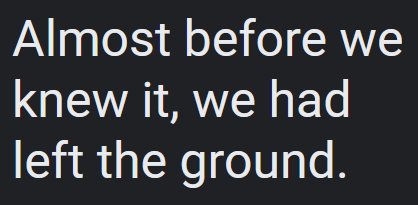 Almost before we
knew it, we had
left the ground.